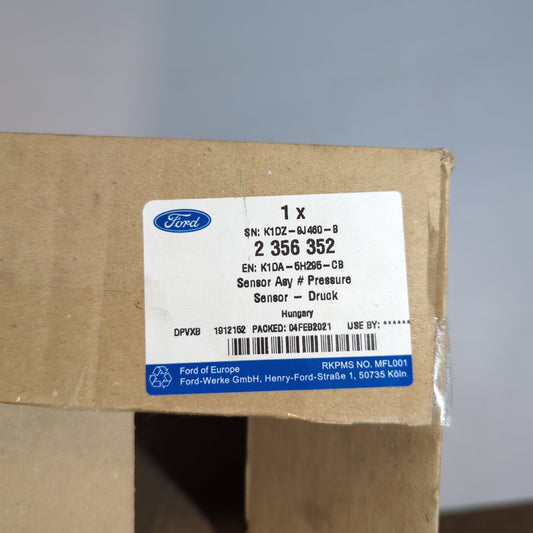 Ford
1 x
SN: K1DZ-9J460-B
2 356 352
EN: K1DA-5H295-CB
Sensor Asy # Pressure
Sensor - Druck
Hungary
DPVXB 1912152 PACKED: 04FEB2021 USE BY: ******
Ford of Europe RKPMS NO. MFL001
Ford-Werke GmbH, Henry-Ford-Straße 1, 50735 Köln